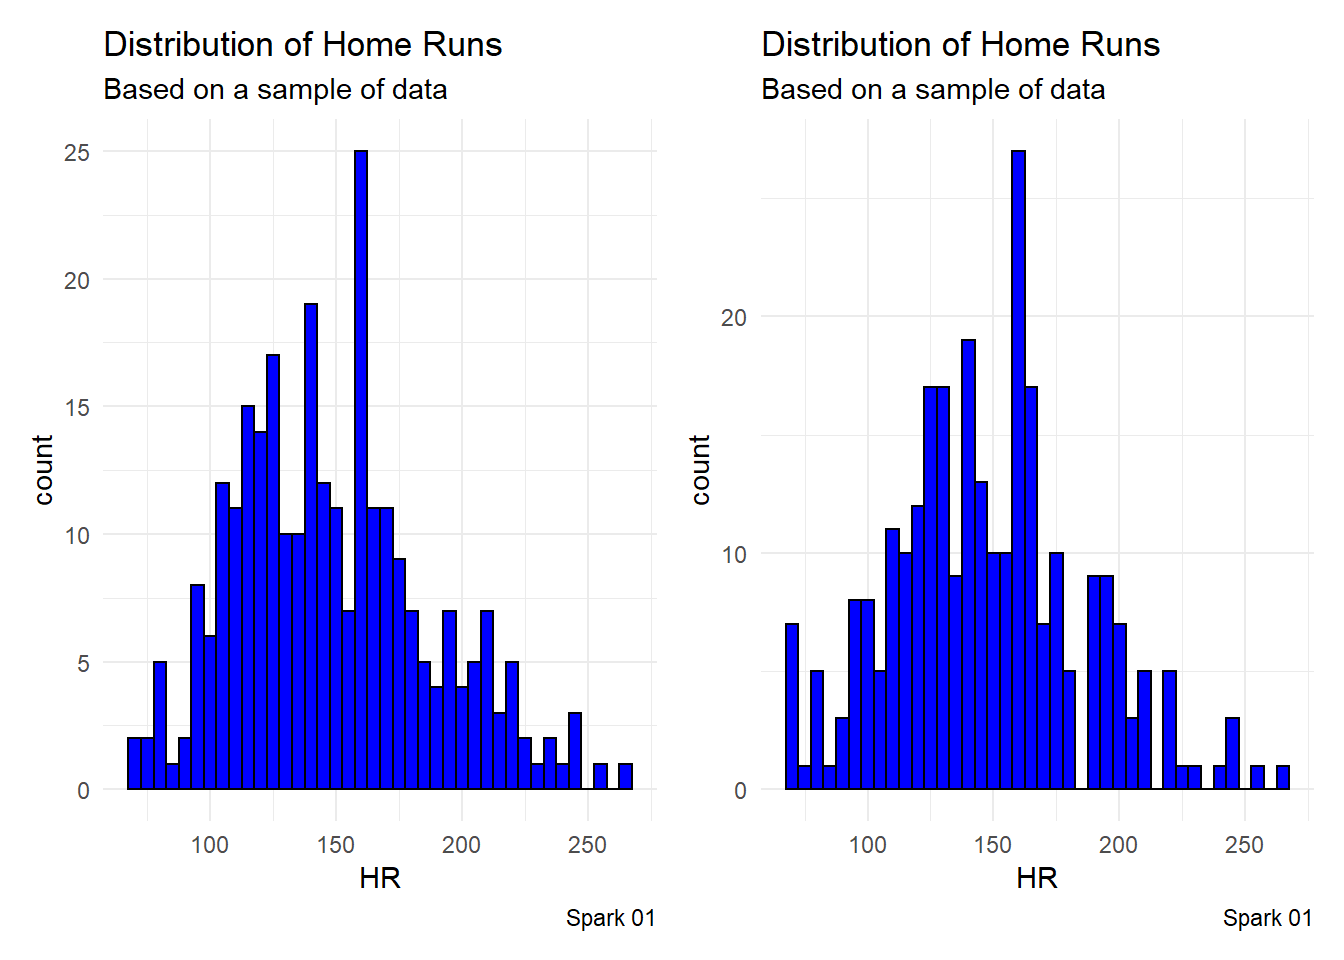 Distribution of Home Runs
Based on a sample of data
25
20
15
10
5
0
count
100 150 200 250
HR
Spark 01
Distribution of Home Runs
Based on a sample of data
20
10
0
count
100 150 200 250
HR
Spark 01